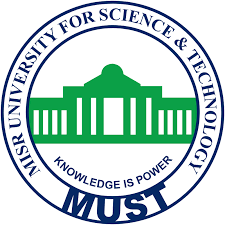 MISR UNIVERSITY FOR SCIENCE & TECHNOLOGY
KNOWLEDGE IS POWER
MUST